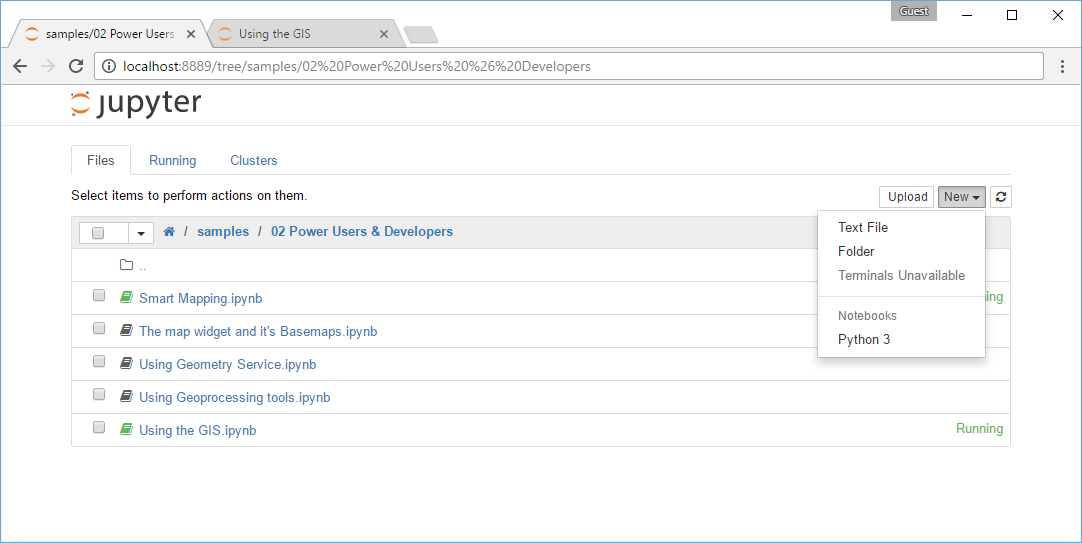 Guest
samples/02 Power Users
Using the GIS
localhost:8889/tree/samples/02%20Power%20Users%20%26%20Developers
jupyter
Files Running Clusters
Select items to perform actions on them.
Upload New
/ samples / 02 Power Users & Developers
Text File
Folder
Terminals Unavailable
Notebooks
Python 3
..
Smart Mapping.ipynb ing
The map widget and it's Basemaps.ipynb
Using Geometry Service.ipynb
Using Geoprocessing tools.ipynb
Using the GIS.ipynb Running